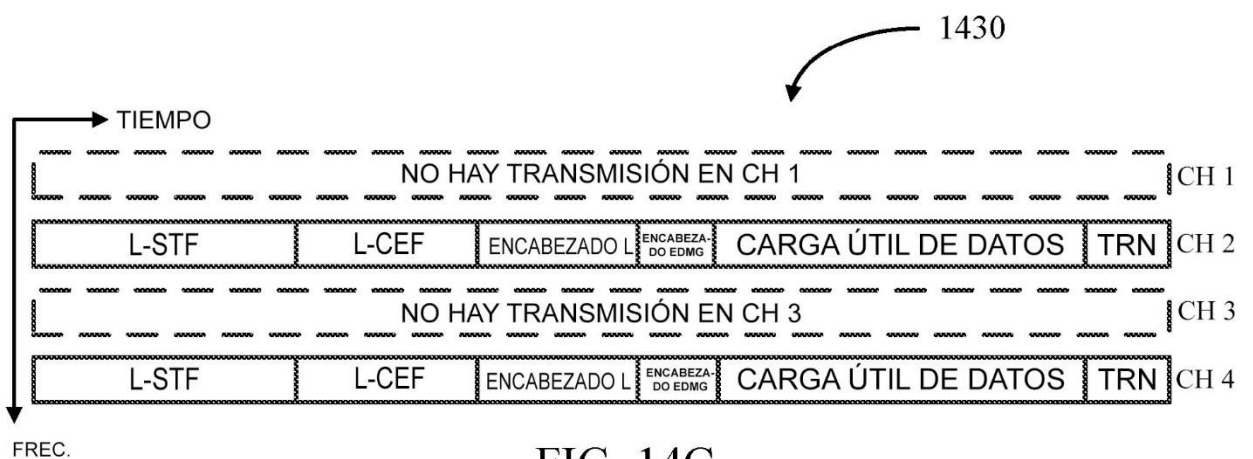 1430
TIEMPO
NO HAY TRANSMISIÓN EN CH 1 CH 1
L-STF L-CEF ENCABEZADO L ENCABEZA-
DO EDMG CARGA ÚTIL DE DATOS TRN CH 2
NO HAY TRANSMISIÓN EN CH 3 CH 3
L-STF L-CEF ENCABEZADO L ENCABEZA-
DO EDMG CARGA ÚTIL DE DATOS TRN CH 4
FREC.
FIG. 14C